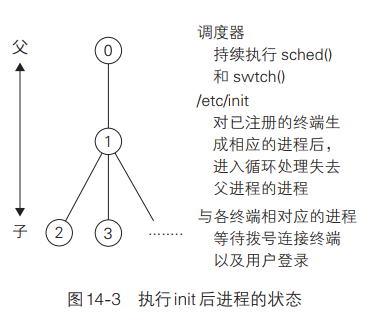 父
子
0
1
2
3
........
调度器
持续执行 sched()
和 swtch()
/etc/init
对已注册的终端生
成相应的进程后，
进入循环处理失去
父进程的进程
与各终端相对应的进程
等待拨号连接终端
以及用户登录
图 14-3 执行 init 后进程的状态